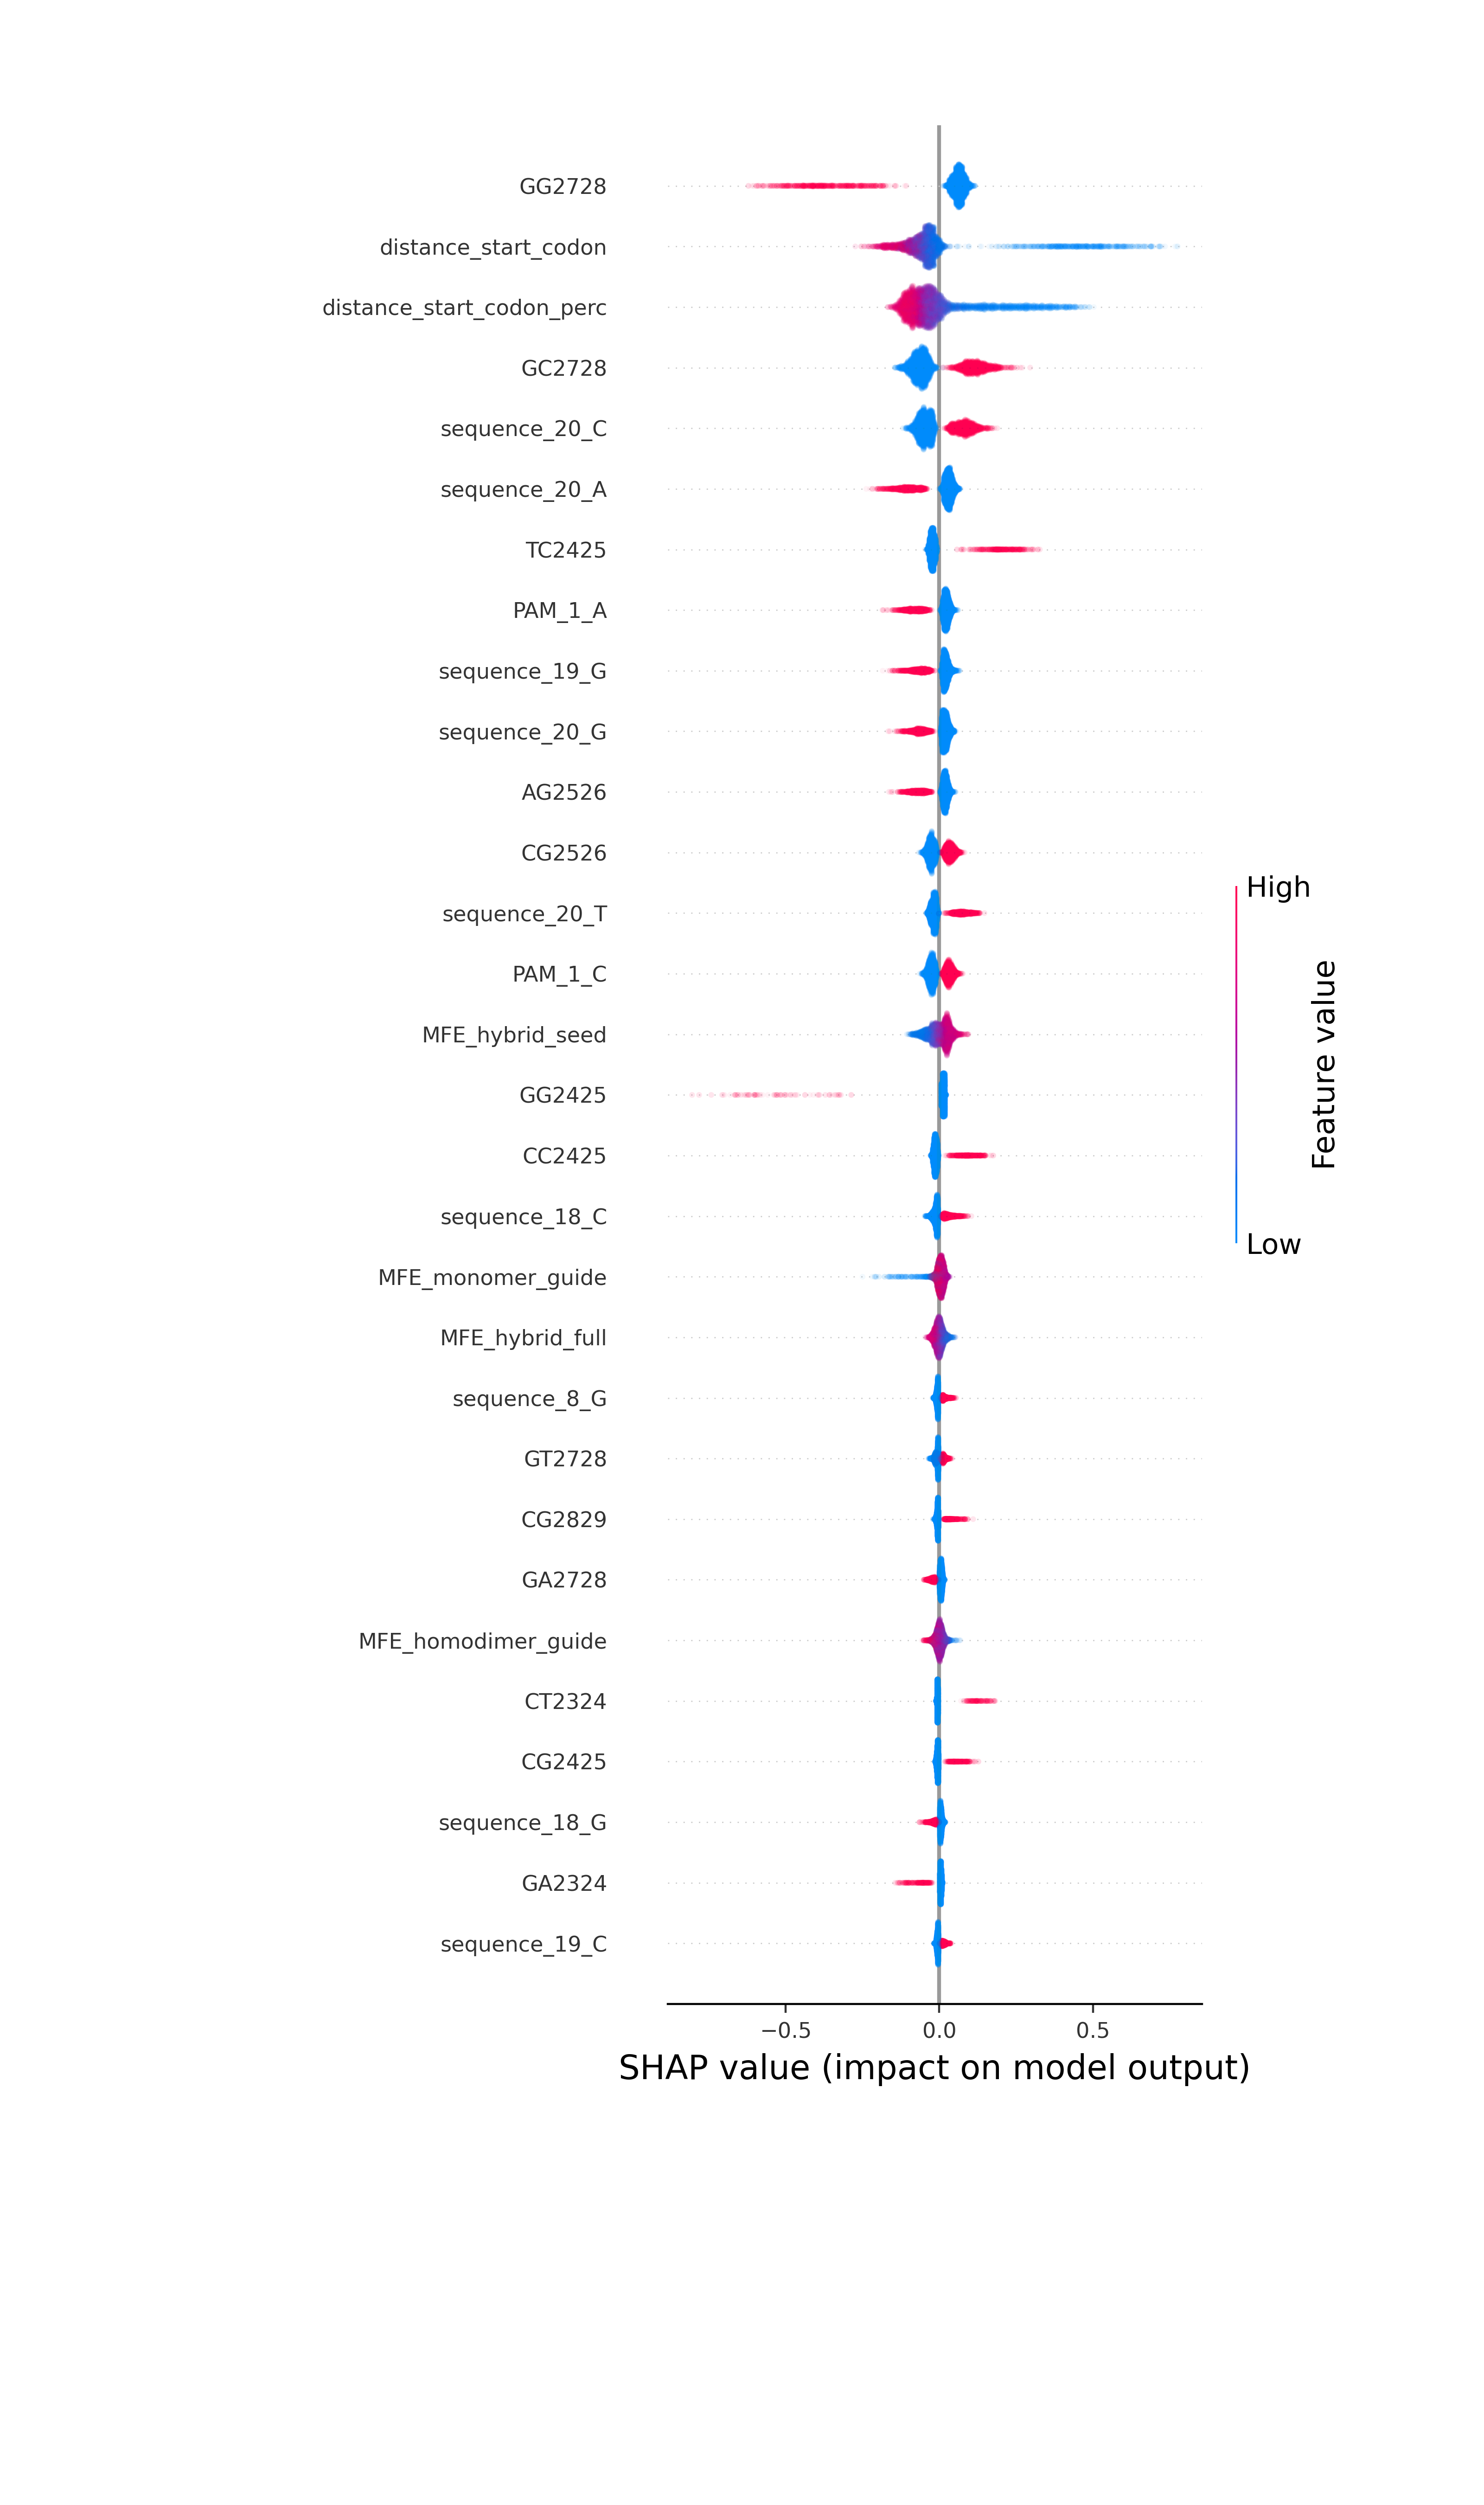 GG2728
distance_start_codon
distance_start_codon_perc
GC2728
sequence_20_C
sequence_20_A
TC2425
PAM_1_A
sequence_19_G
sequence_20_G
AG2526
CG2526
sequence_20_T
PAM_1_C
MFE_hybrid_seed
GG2425
CC2425
sequence_18_C
MFE_monomer_guide
MFE_hybrid_full
sequence_8_G
GT2728
CG2829
GA2728
MFE_homodimer_guide
CT2324
CG2425
sequence_18_G
GA2324
sequence_19_C
−0.5 0.0 0.5
SHAP value (impact on model output)
High
Feature value
Low